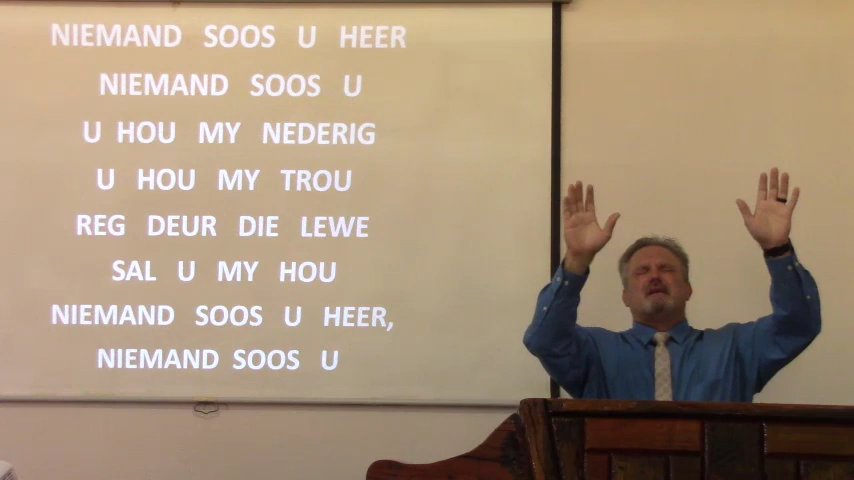 NIEMAND SOOS U HEER
NIEMAND SOOS U
U HOU MY NEDERIG
U HOU MY TROU
REG DEUR DIE LEWE
SAL U MY HOU
NIEMAND SOOS U HEER,
NIEMAND SOOS U